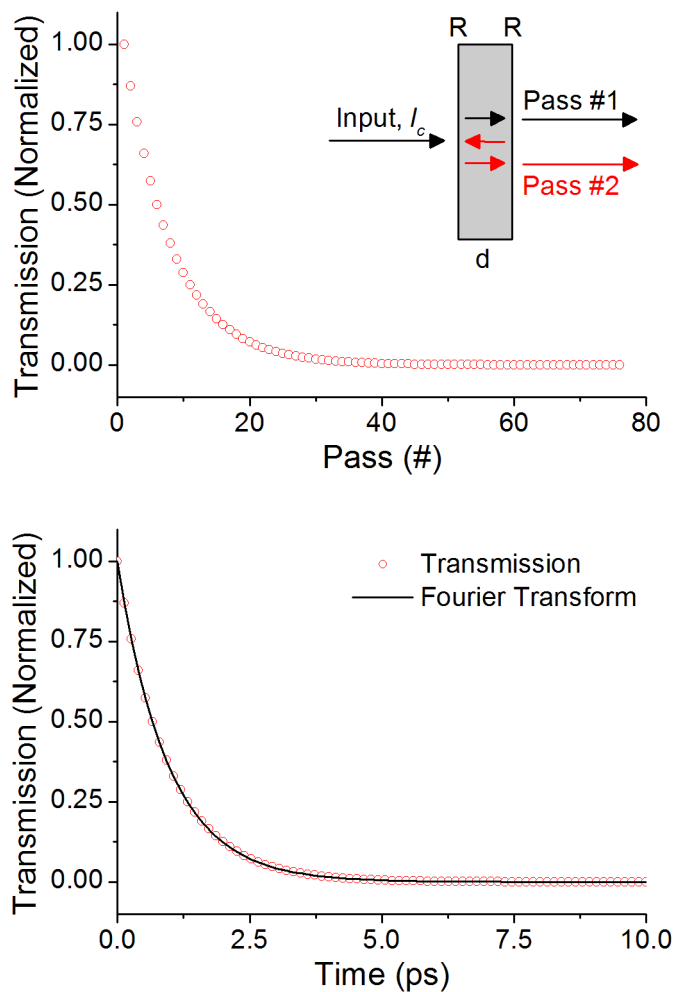 R R
1.00
0.75
0.50
0.25
0.00
Transmission (Normalized)
Input, Ic
Pass #1
Pass #2
d
0 20 40 60 80
Pass (#)
1.00
0.75
0.50
0.25
0.00
Transmission (Normalized)
Transmission
Fourier Transform
0.0 2.5 5.0 7.5 10.0
Time (ps)